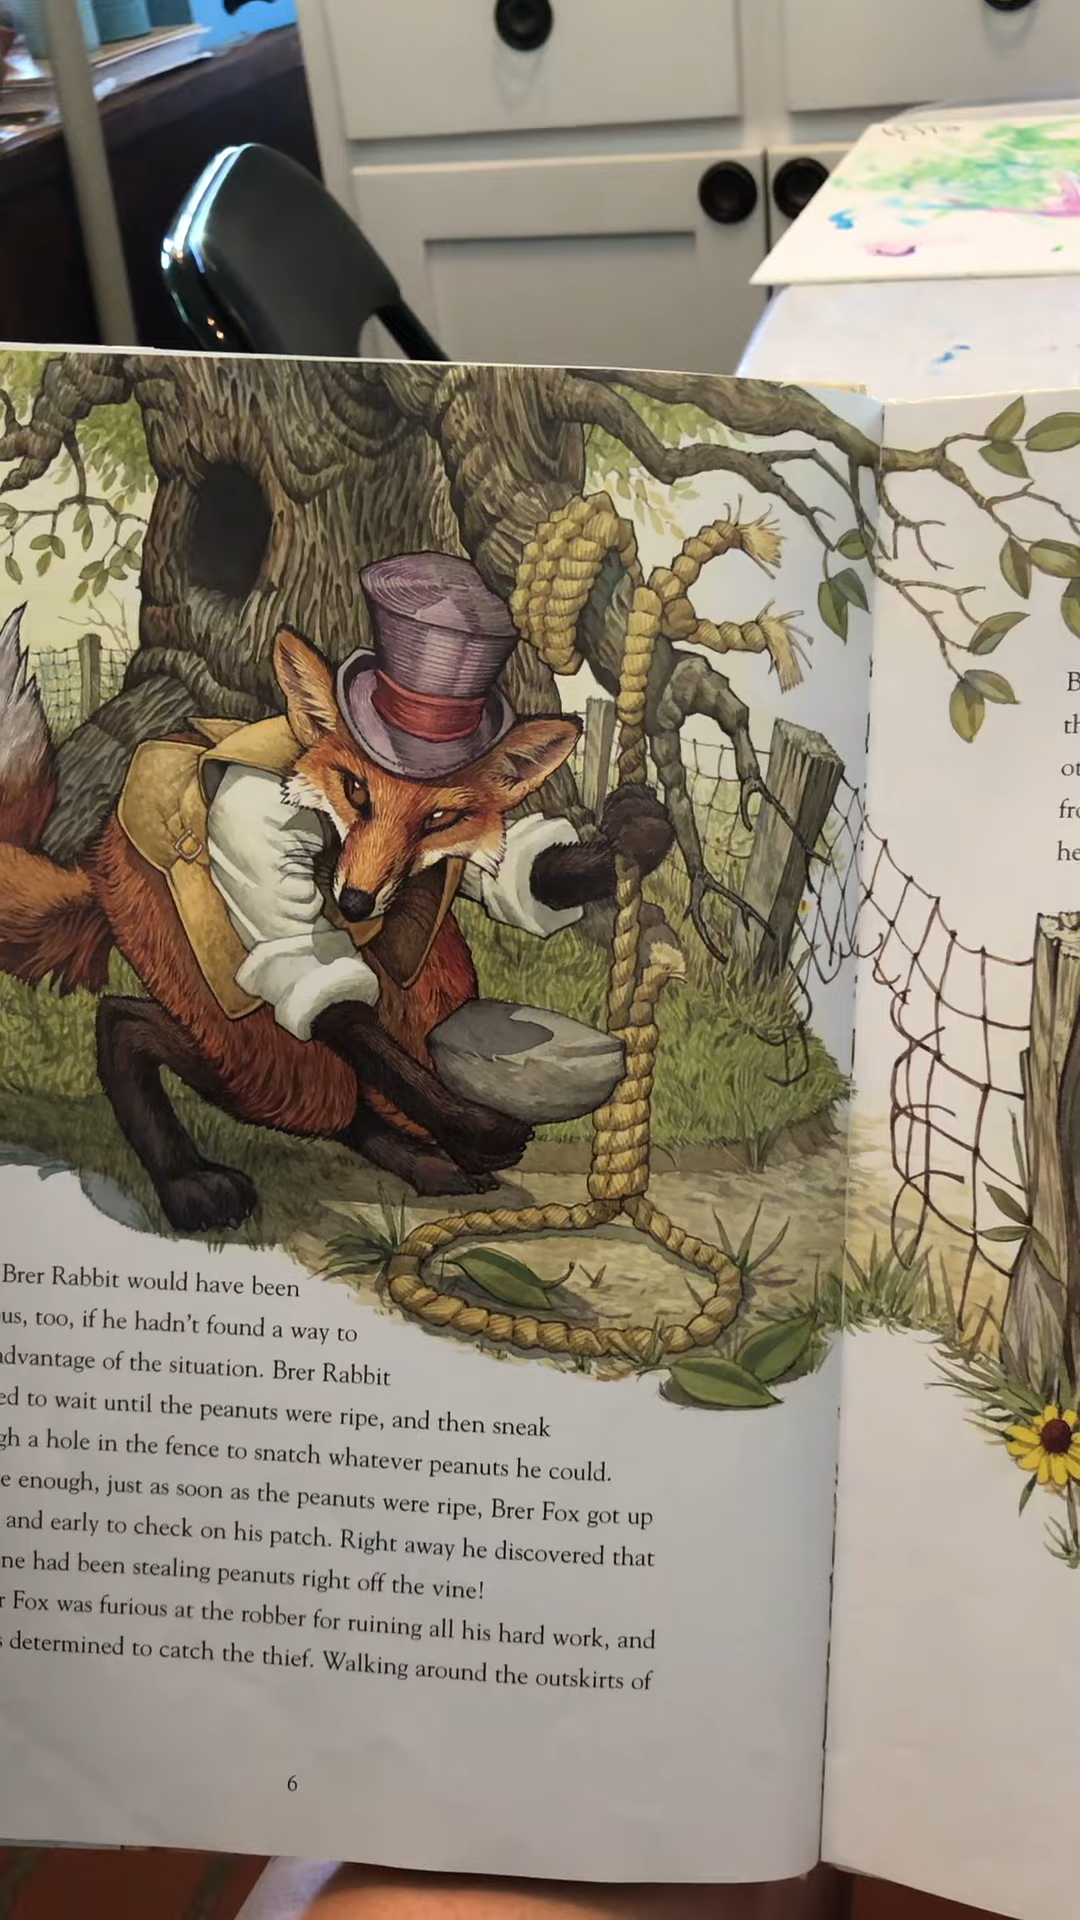 Brer Rabbit would have been
us, too, if he hadn't found a way to
advantage of the situation. Brer Rabbit
ed to wait until the peanuts were ripe, and then sneak
gh a hole in the fence to snatch whatever peanuts he could.
e enough, just as soon as the peanuts were ripe, Brer Fox got up
and early to check on his patch. Right away he discovered that
ne had been stealing peanuts right off the vine!
r Fox was furious at the robber for ruining all his hard work, and
s determined to catch the thief. Walking around the outskirts of
6
B
th
ot
fro
he